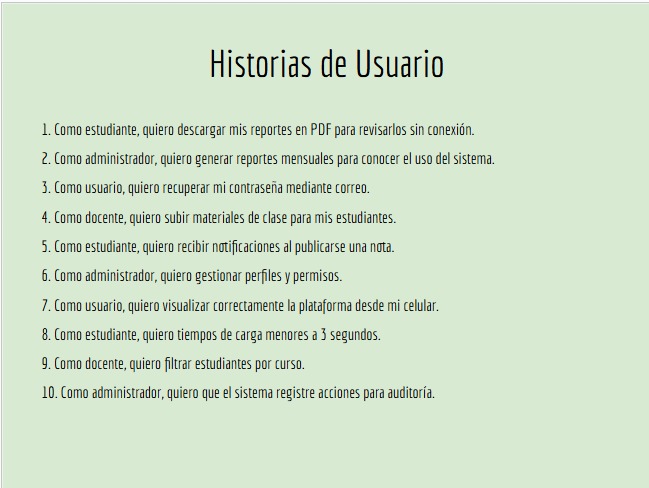 Historias de Usuario
1. Como estudiante, quiero descargar mis reportes en PDF para revisarlos sin conexión.
2. Como administrador, quiero generar reportes mensuales para conocer el uso del sistema.
3. Como usuario, quiero recuperar mi contraseña mediante correo.
4. Como docente, quiero subir materiales de clase para mis estudiantes.
5. Como estudiante, quiero recibir notificaciones al publicarse una nota.
6. Como administrador, quiero gestionar perfiles y permisos.
7. Como usuario, quiero visualizar correctamente la plataforma desde mi celular.
8. Como estudiante, quiero tiempos de carga menores a 3 segundos.
9. Como docente, quiero filtrar estudiantes por curso.
10. Como administrador, quiero que el sistema registre acciones para auditoría.